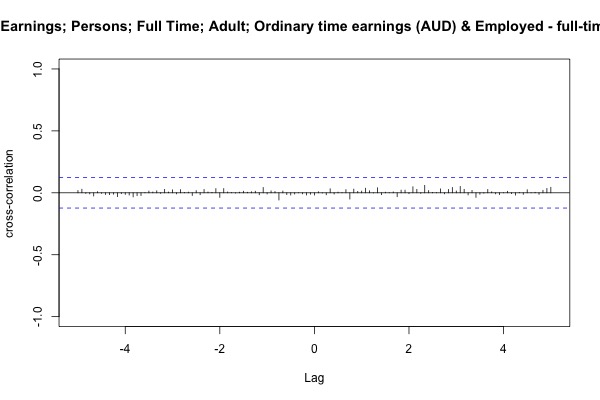 Earnings; Persons; Full Time; Adult; Ordinary time earnings (AUD) & Employed - full-tim
cross-correlation
1.0
0.5
0.0
-0.5
-1.0
-4 -2 0 2 4
Lag